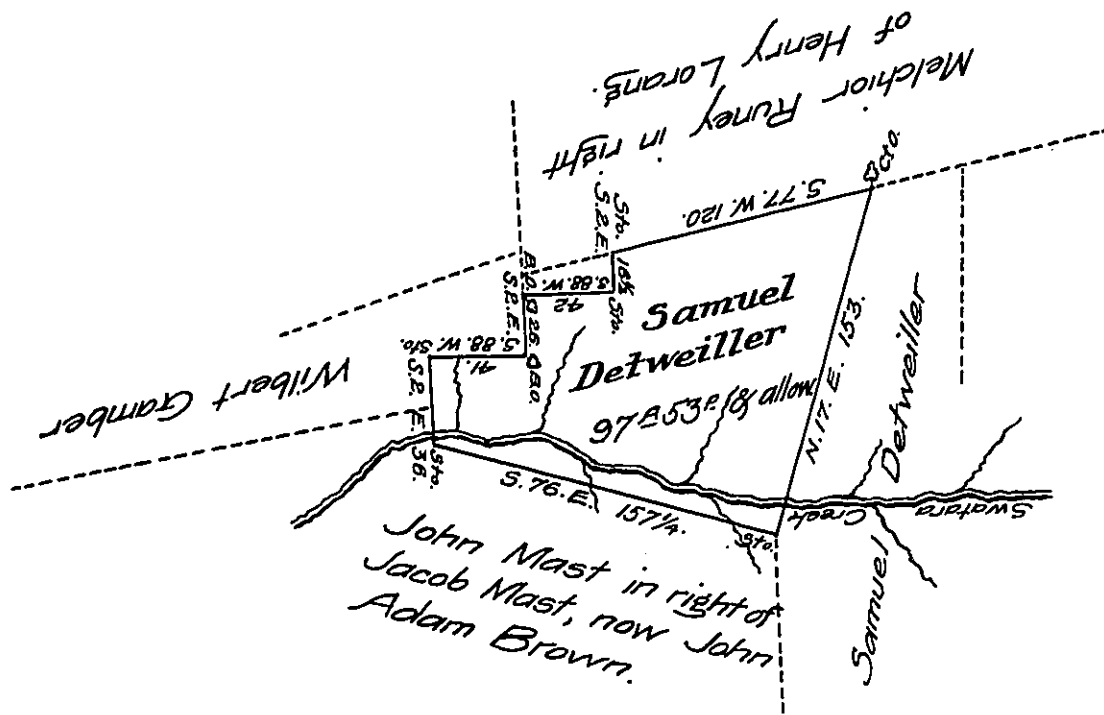 Melchior Runey in right
of Henry Lorang.
Cto.
S. 77. W. 120.
Sto.
S. 2. E. 16½
Sto.
S. 88. W.
42
B.O.
S. 2. E. 26.
B.O.
S. 88. W.
41.
Sto.
S. 2. E. 36.
Sto.
Wilbert Gamber
Samuel
Detweiller
97 A 53 P. & allow.
N. 17. E. 153.
Samuel Detweiller
Swatara Creek
S. 76. E. 157¼.
Sto.
John Mast in right of
Jacob Mast, now John
Adam Brown.